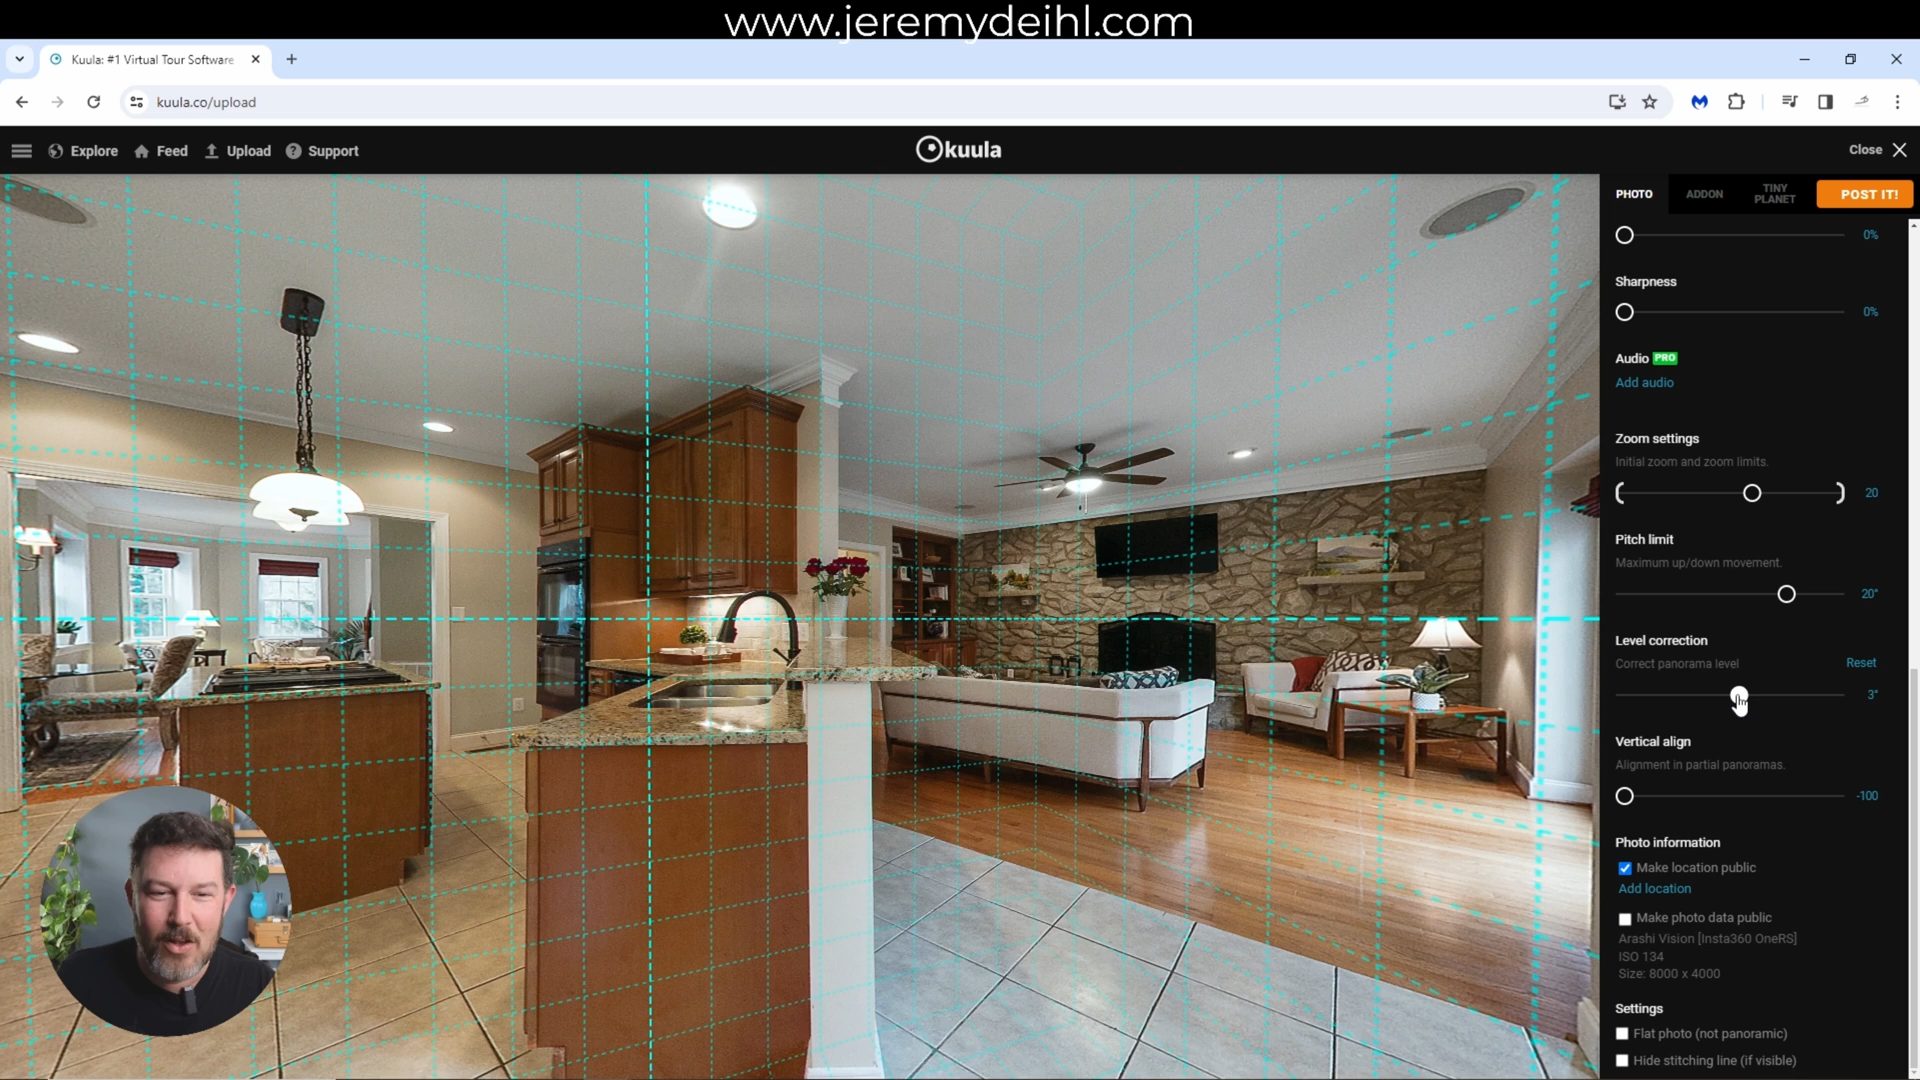 www.jeremydeihl.com
Kuula: #1 Virtual Tour Software
kuula.co/upload
Explore
Feed
Upload
Support
kuula
Close
PHOTO
ADDON
TINY
PLANET
POST IT!
0%
Sharpness
0%
Audio PRO
Add audio
Zoom settings
Initial zoom and zoom limits.
20
Pitch limit
Maximum up/down movement.
20°
Level correction
Correct panorama level
Reset
3°
Vertical align
Alignment in partial panoramas.
-100
Photo information
Make location public
Add location
Make photo data public
Arashi Vision [Insta360 OneRS]
ISO 134
Size: 8000 x 4000
Settings
Flat photo (not panoramic)
Hide stitching line (if visible)